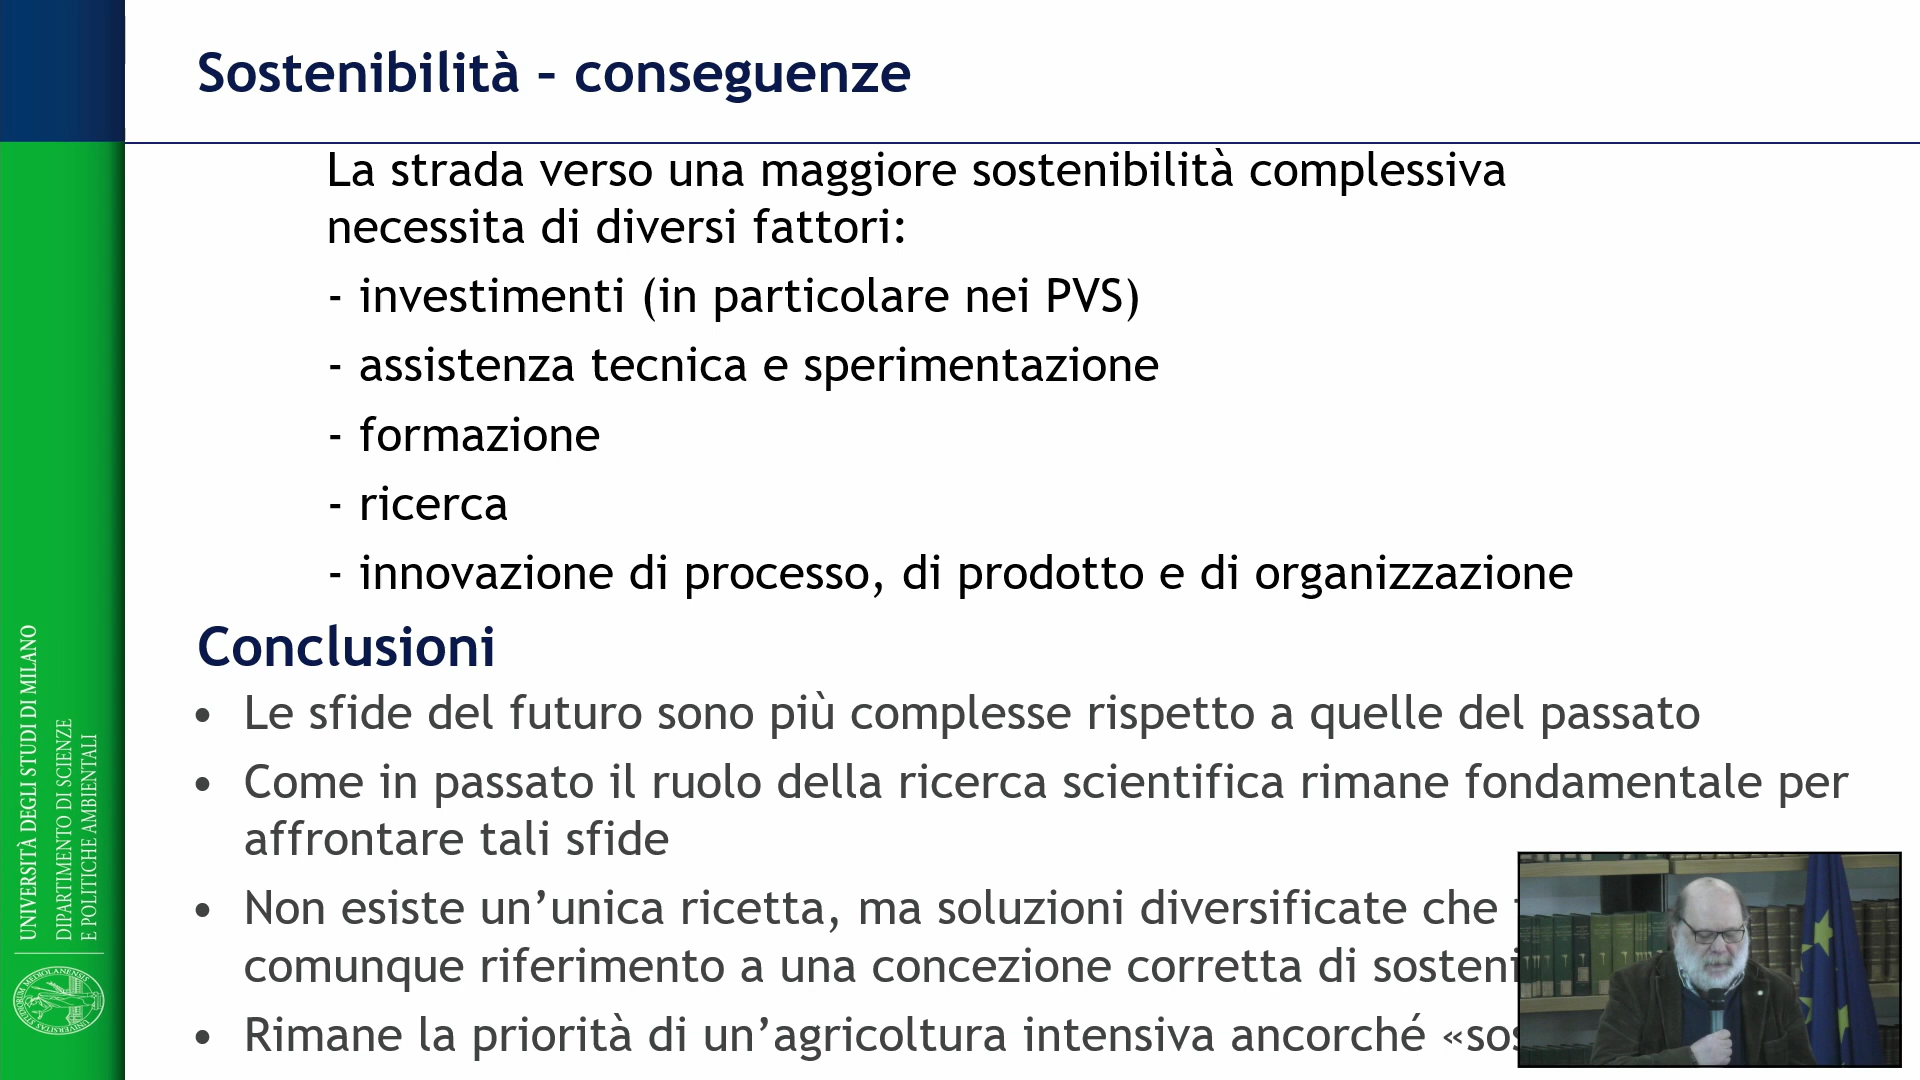 Sostenibilità – conseguenze
La strada verso una maggiore sostenibilità complessiva
necessita di diversi fattori:
- investimenti (in particolare nei PVS)
- assistenza tecnica e sperimentazione
- formazione
- ricerca
- innovazione di processo, di prodotto e di organizzazione
Conclusioni
• Le sfide del futuro sono più complesse rispetto a quelle del passato
• Come in passato il ruolo della ricerca scientifica rimane fondamentale per
affrontare tali sfide
• Non esiste un’unica ricetta, ma soluzioni diversificate che
comunque riferimento a una concezione corretta di
• Rimane la priorità di un’agricoltura intensiva ancorché
UNIVERSITÀ DEGLI STUDI DI MILANO
DIPARTIMENTO DI SCIENZE
E POLITICHE AMBIENTALI